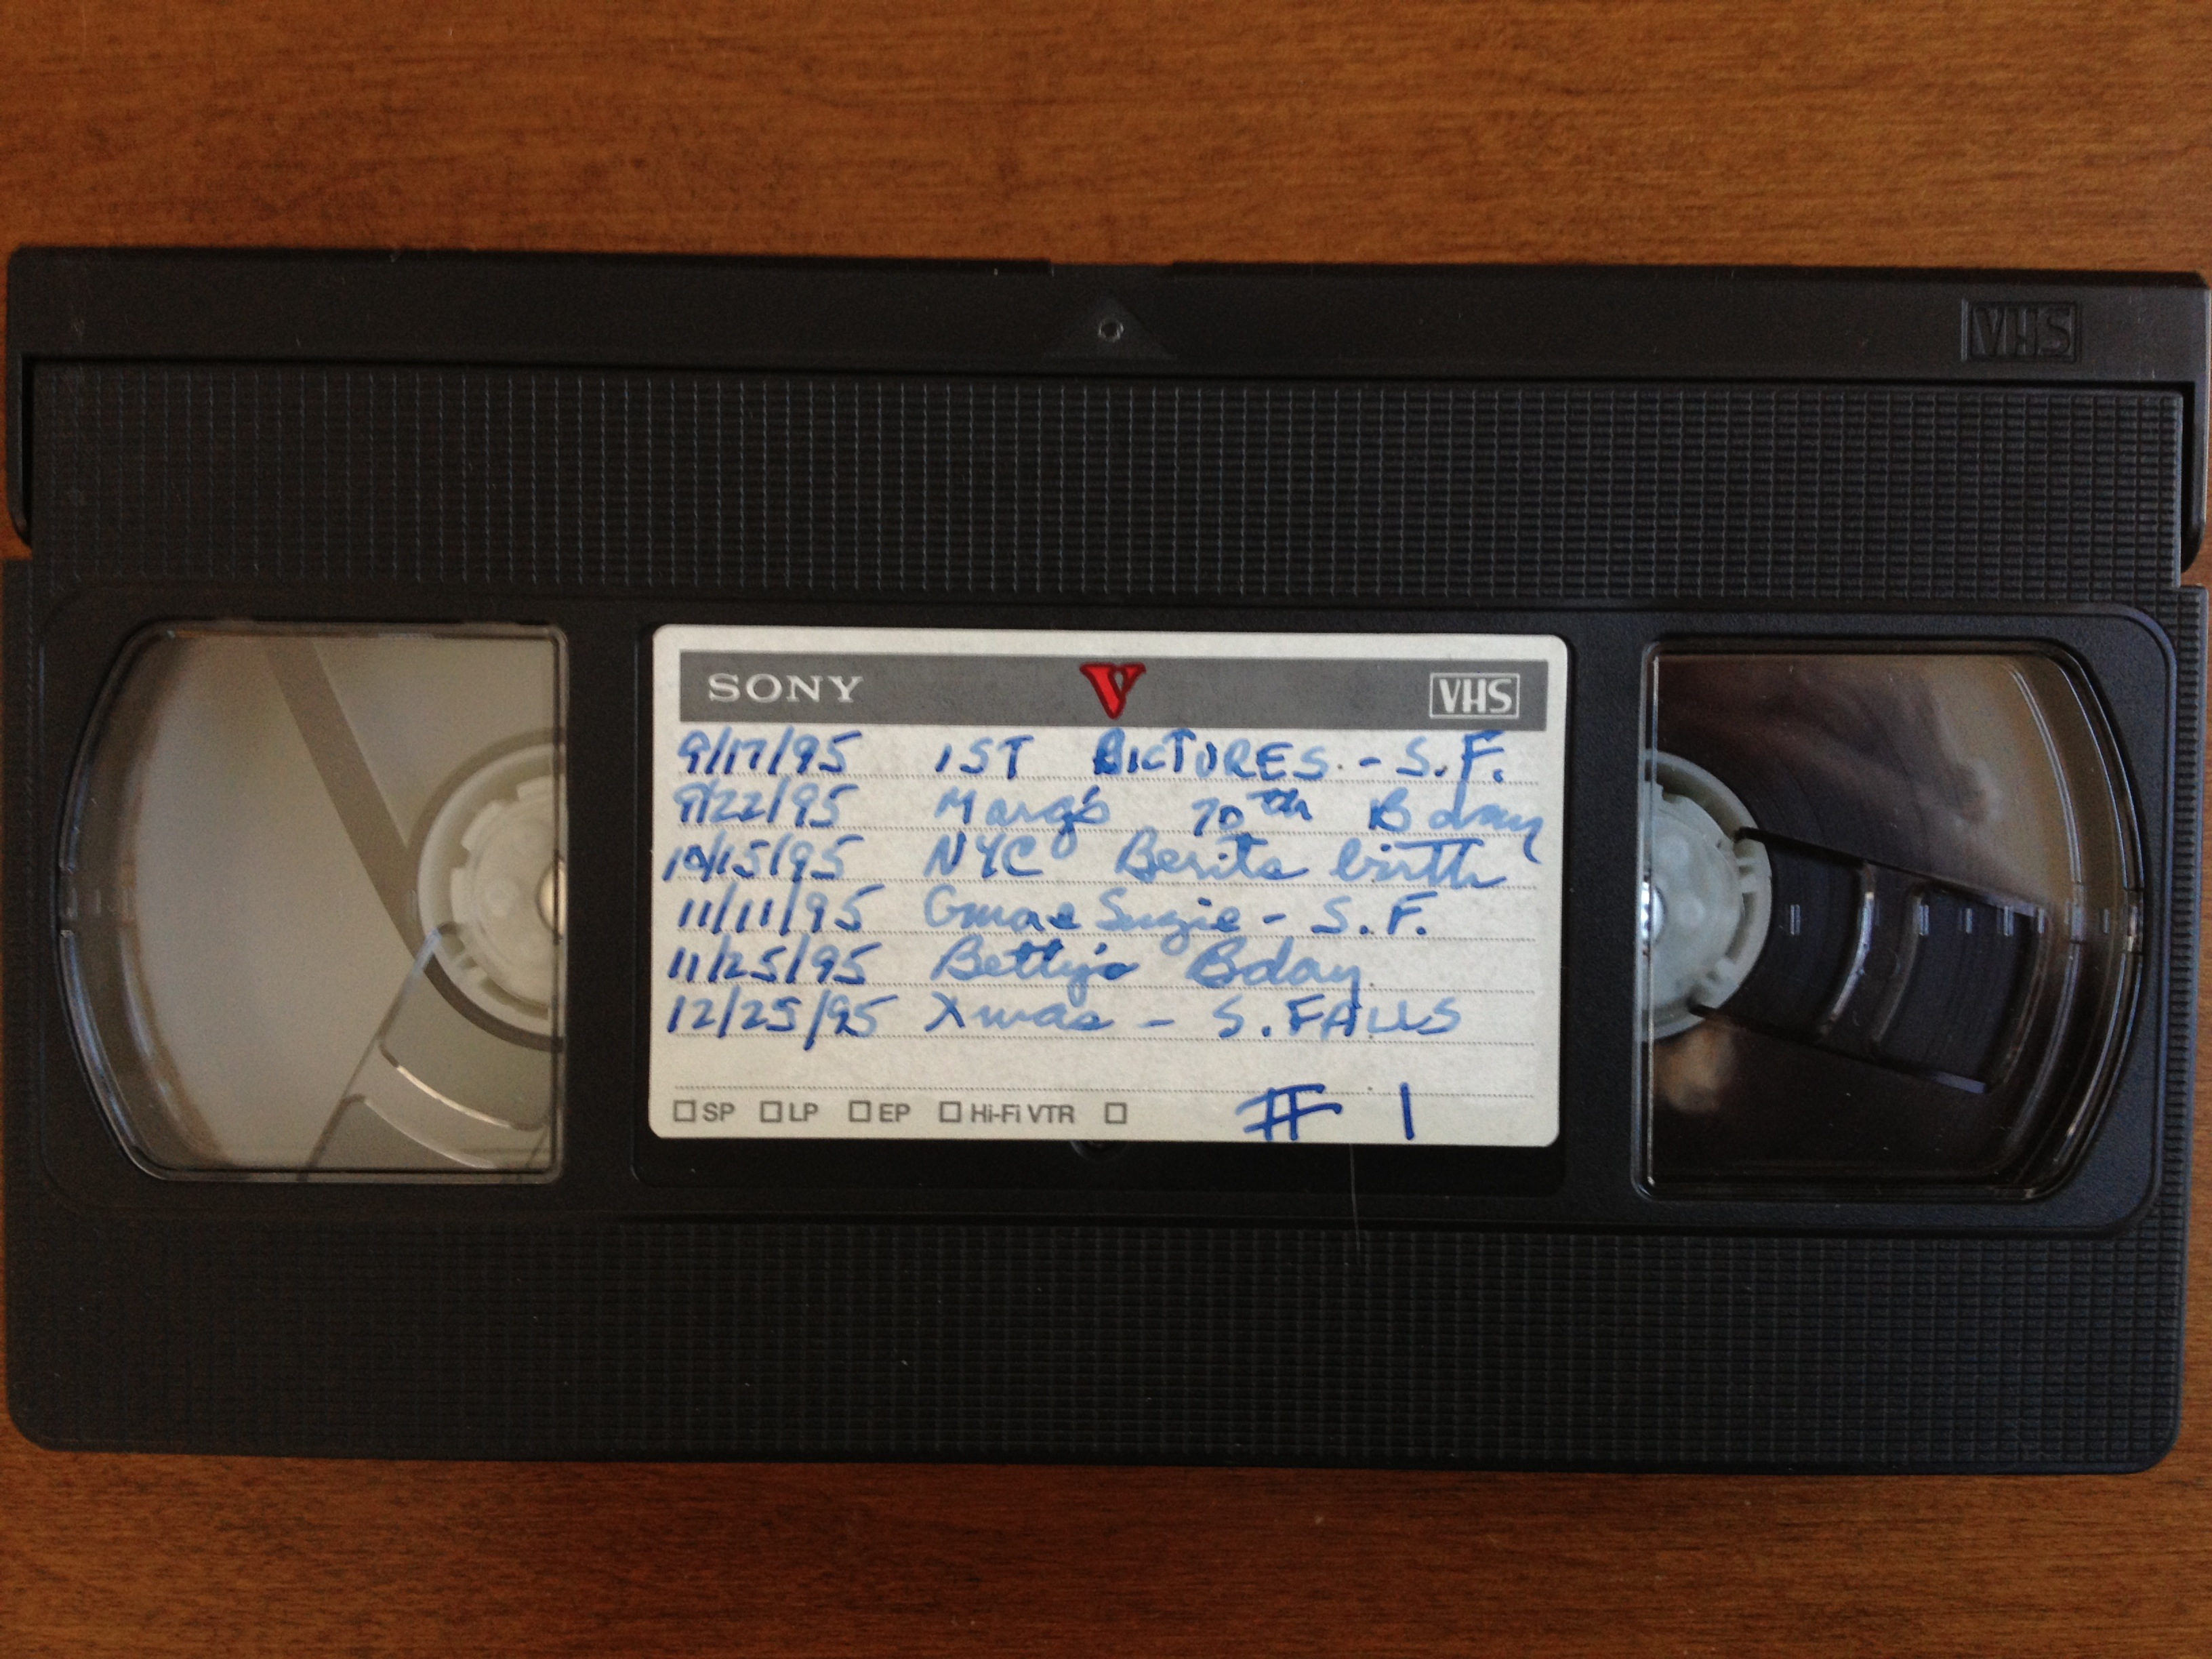 VHS
SONY V VHS
9/17/95 1ST PICTURES. - S.F.
9/22/95 Marg's 70th Bday
10/15/95 NYC Berits birth
11/11/95 Suzie - S.F.
11/25/95 Betty's Bday
12/25/95 Xmas - S. FALLS
SP LP EP Hi-Fi VTR # 1